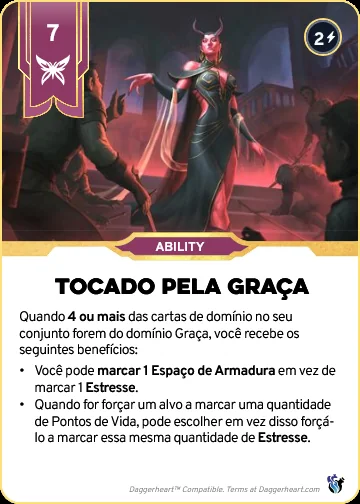 7
2
ABILITY
TOCADO PELA GRAÇA
Quando 4 ou mais das cartas de domínio no seu
conjunto forem do domínio Graça, você recebe os
seguintes benefícios:
• Você pode marcar 1 Espaço de Armadura em vez de
marcar 1 Estresse.
• Quando for forçar um alvo a marcar uma quantidade
de Pontos de Vida, pode escolher em vez disso forçá-
lo a marcar essa mesma quantidade de Estresse.
Daggerheart™ Compatible. Terms at Daggerheart.com